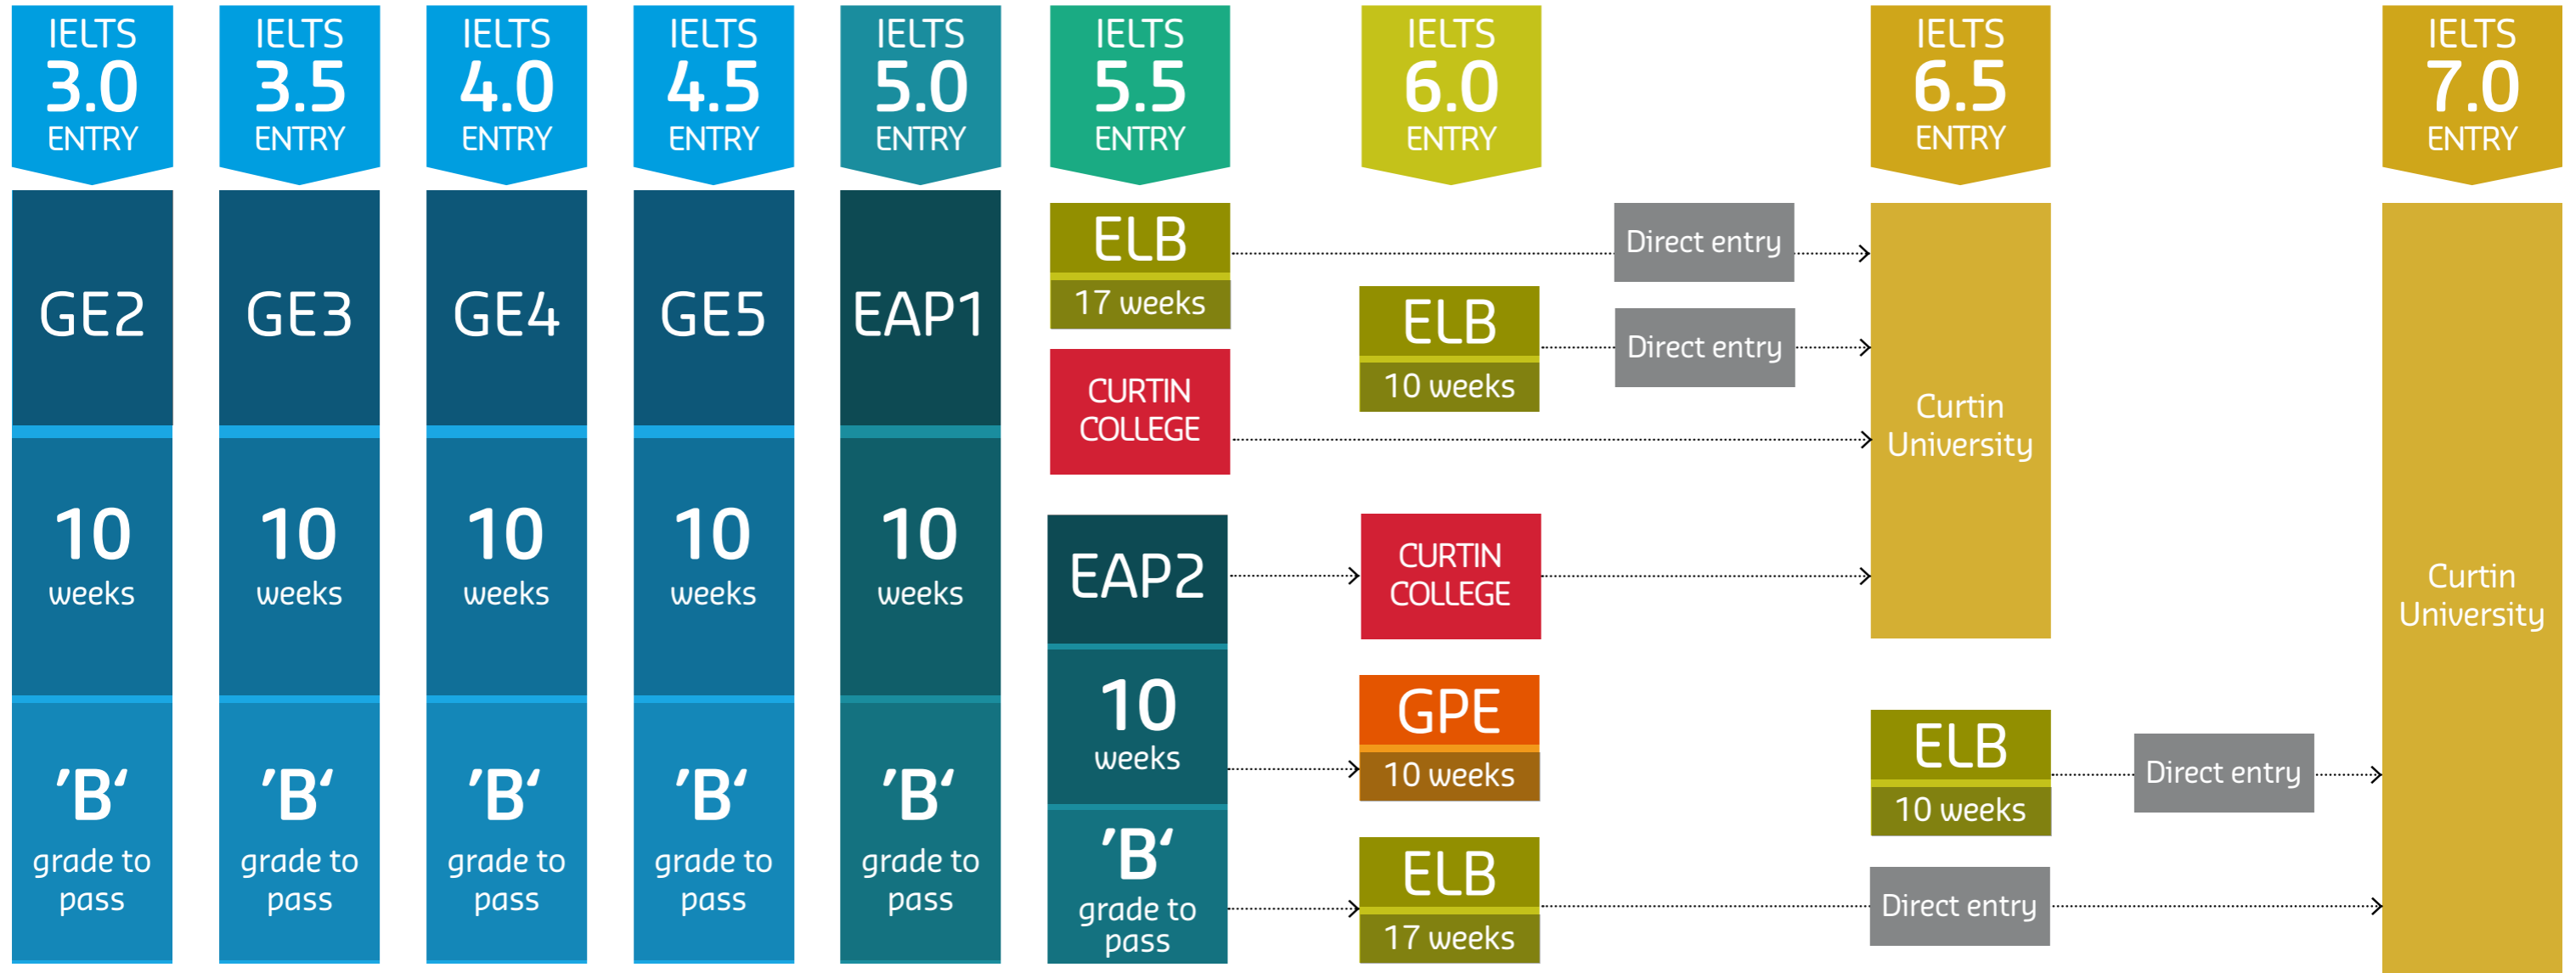 IELTS
3.0
ENTRY
IELTS
3.5
ENTRY
IELTS
4.0
ENTRY
IELTS
4.5
ENTRY
IELTS
5.0
ENTRY
IELTS
5.5
ENTRY
IELTS
6.0
ENTRY
IELTS
6.5
ENTRY
IELTS
7.0
ENTRY
GE2
10
weeks
’B‘
grade to
pass
GE3
10
weeks
’B‘
grade to
pass
GE4
10
weeks
’B‘
grade to
pass
GE5
10
weeks
’B‘
grade to
pass
EAP1
10
weeks
’B‘
grade to
pass
ELB
17 weeks
CURTIN
COLLEGE
EAP2
10
weeks
’B‘
grade to
pass
ELB
10 weeks
CURTIN
COLLEGE
GPE
10 weeks
ELB
17 weeks
Direct entry
Direct entry
Curtin
University
ELB
10 weeks
Direct entry
Direct entry
Curtin
University